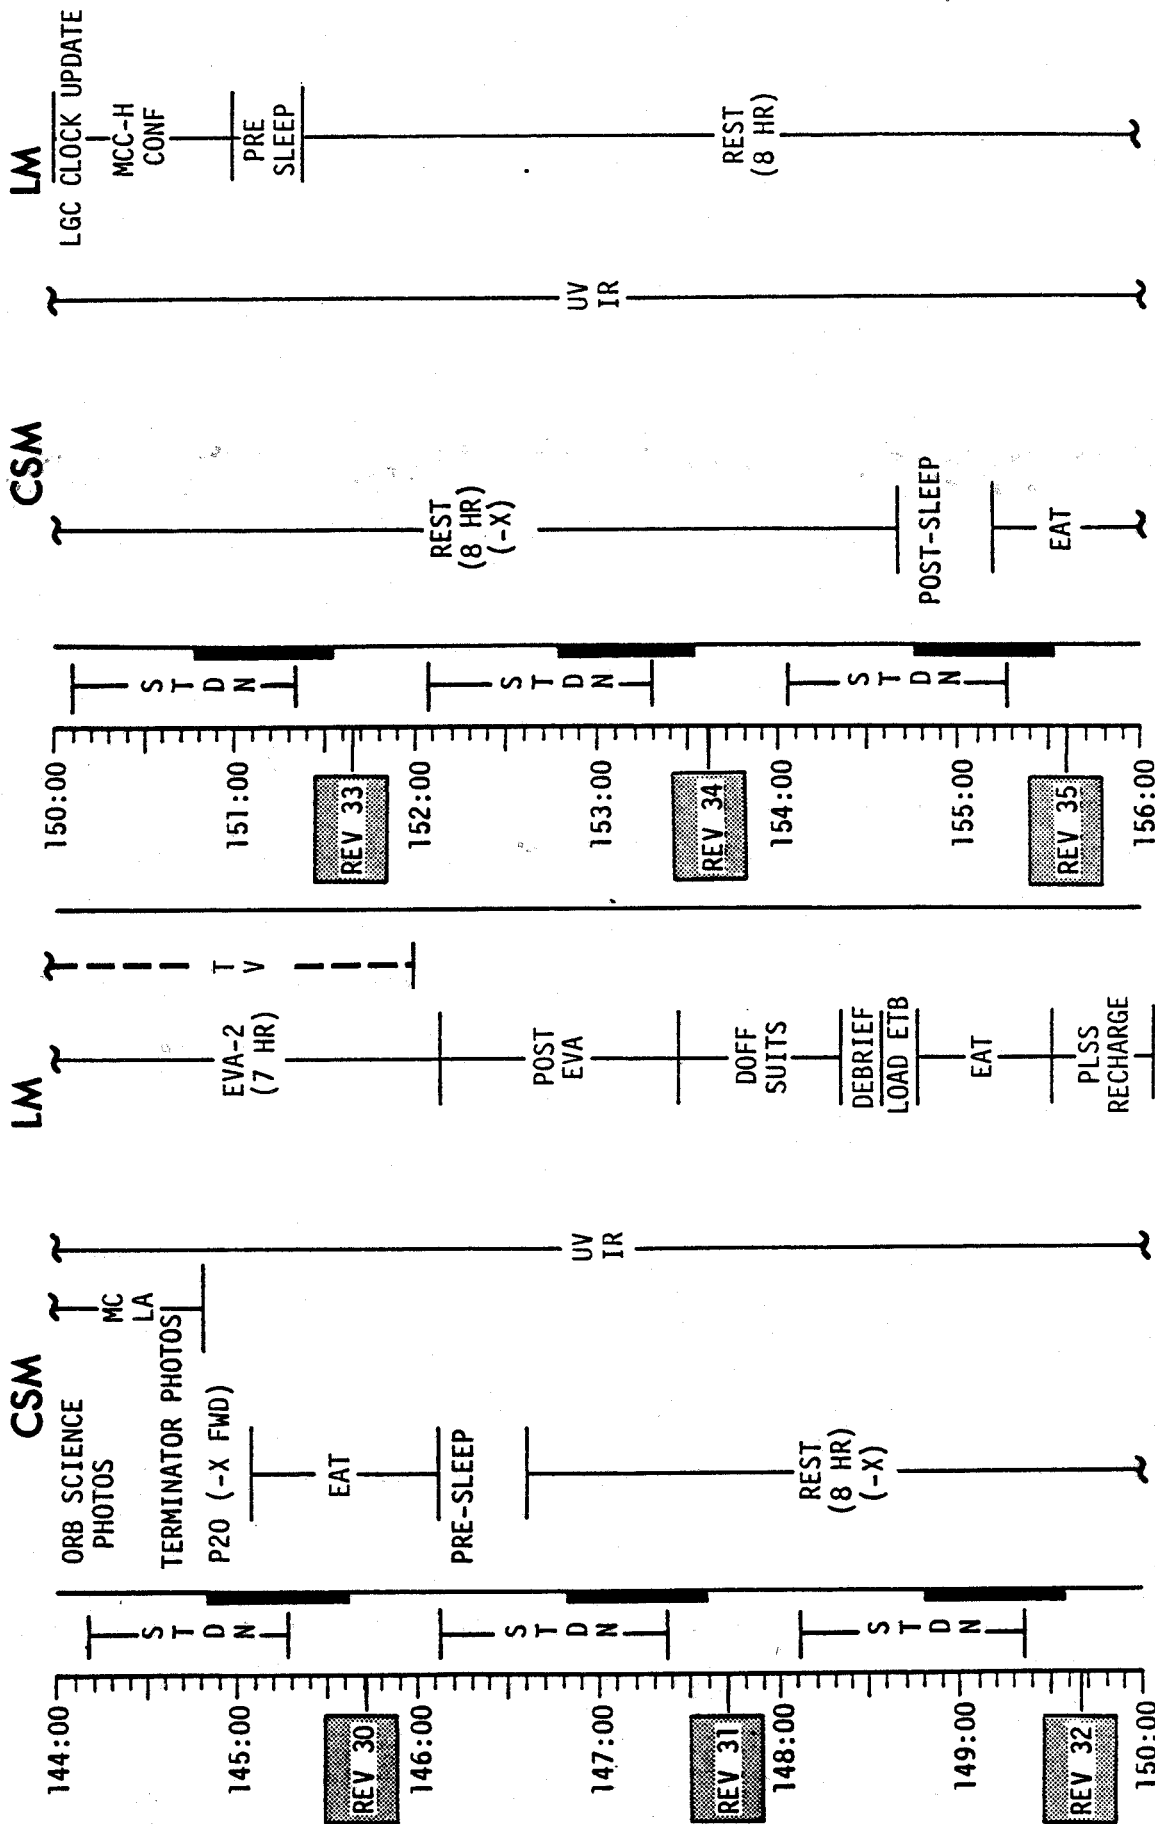 CSM
LM
144:00
145:00
REV 30
146:00
147:00
REV 31
148:00
149:00
REV 32
150:00
STDN
STDN
STDN
ORB SCIENCE
PHOTOS
TERMINATOR PHOTOS
P20 (-X FWD)
EAT
PRE-SLEEP
REST
(8 HR)
(-X)
MC
LA
UV
IR
EVA-2
(7 HR)
POST
EVA
DOFF
SUITS
DEBRIEF
LOAD ETB
EAT
PLSS
RECHARGE
TV
CSM
LM
150:00
151:00
REV 33
152:00
153:00
REV 34
154:00
155:00
REV 35
156:00
STDN
STDN
STDN
REST
(8 HR)
(-X)
POST-SLEEP
EAT
UV
IR
LGC CLOCK UPDATE
MCC-H
CONF
PRE
SLEEP
REST
(8 HR)